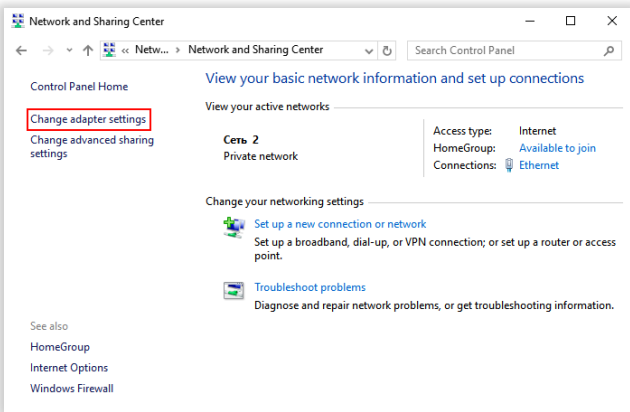 Network and Sharing Center
« Netw... › Network and Sharing Center
Search Control Panel
Control Panel Home
Change adapter settings
Change advanced sharing
settings
See also
HomeGroup
Internet Options
Windows Firewall
View your basic network information and set up connections
View your active networks
Сеть 2
Private network
Access type: Internet
HomeGroup: Available to join
Connections: Ethernet
Change your networking settings
Set up a new connection or network
Set up a broadband, dial-up, or VPN connection; or set up a router or access
point.
Troubleshoot problems
Diagnose and repair network problems, or get troubleshooting information.